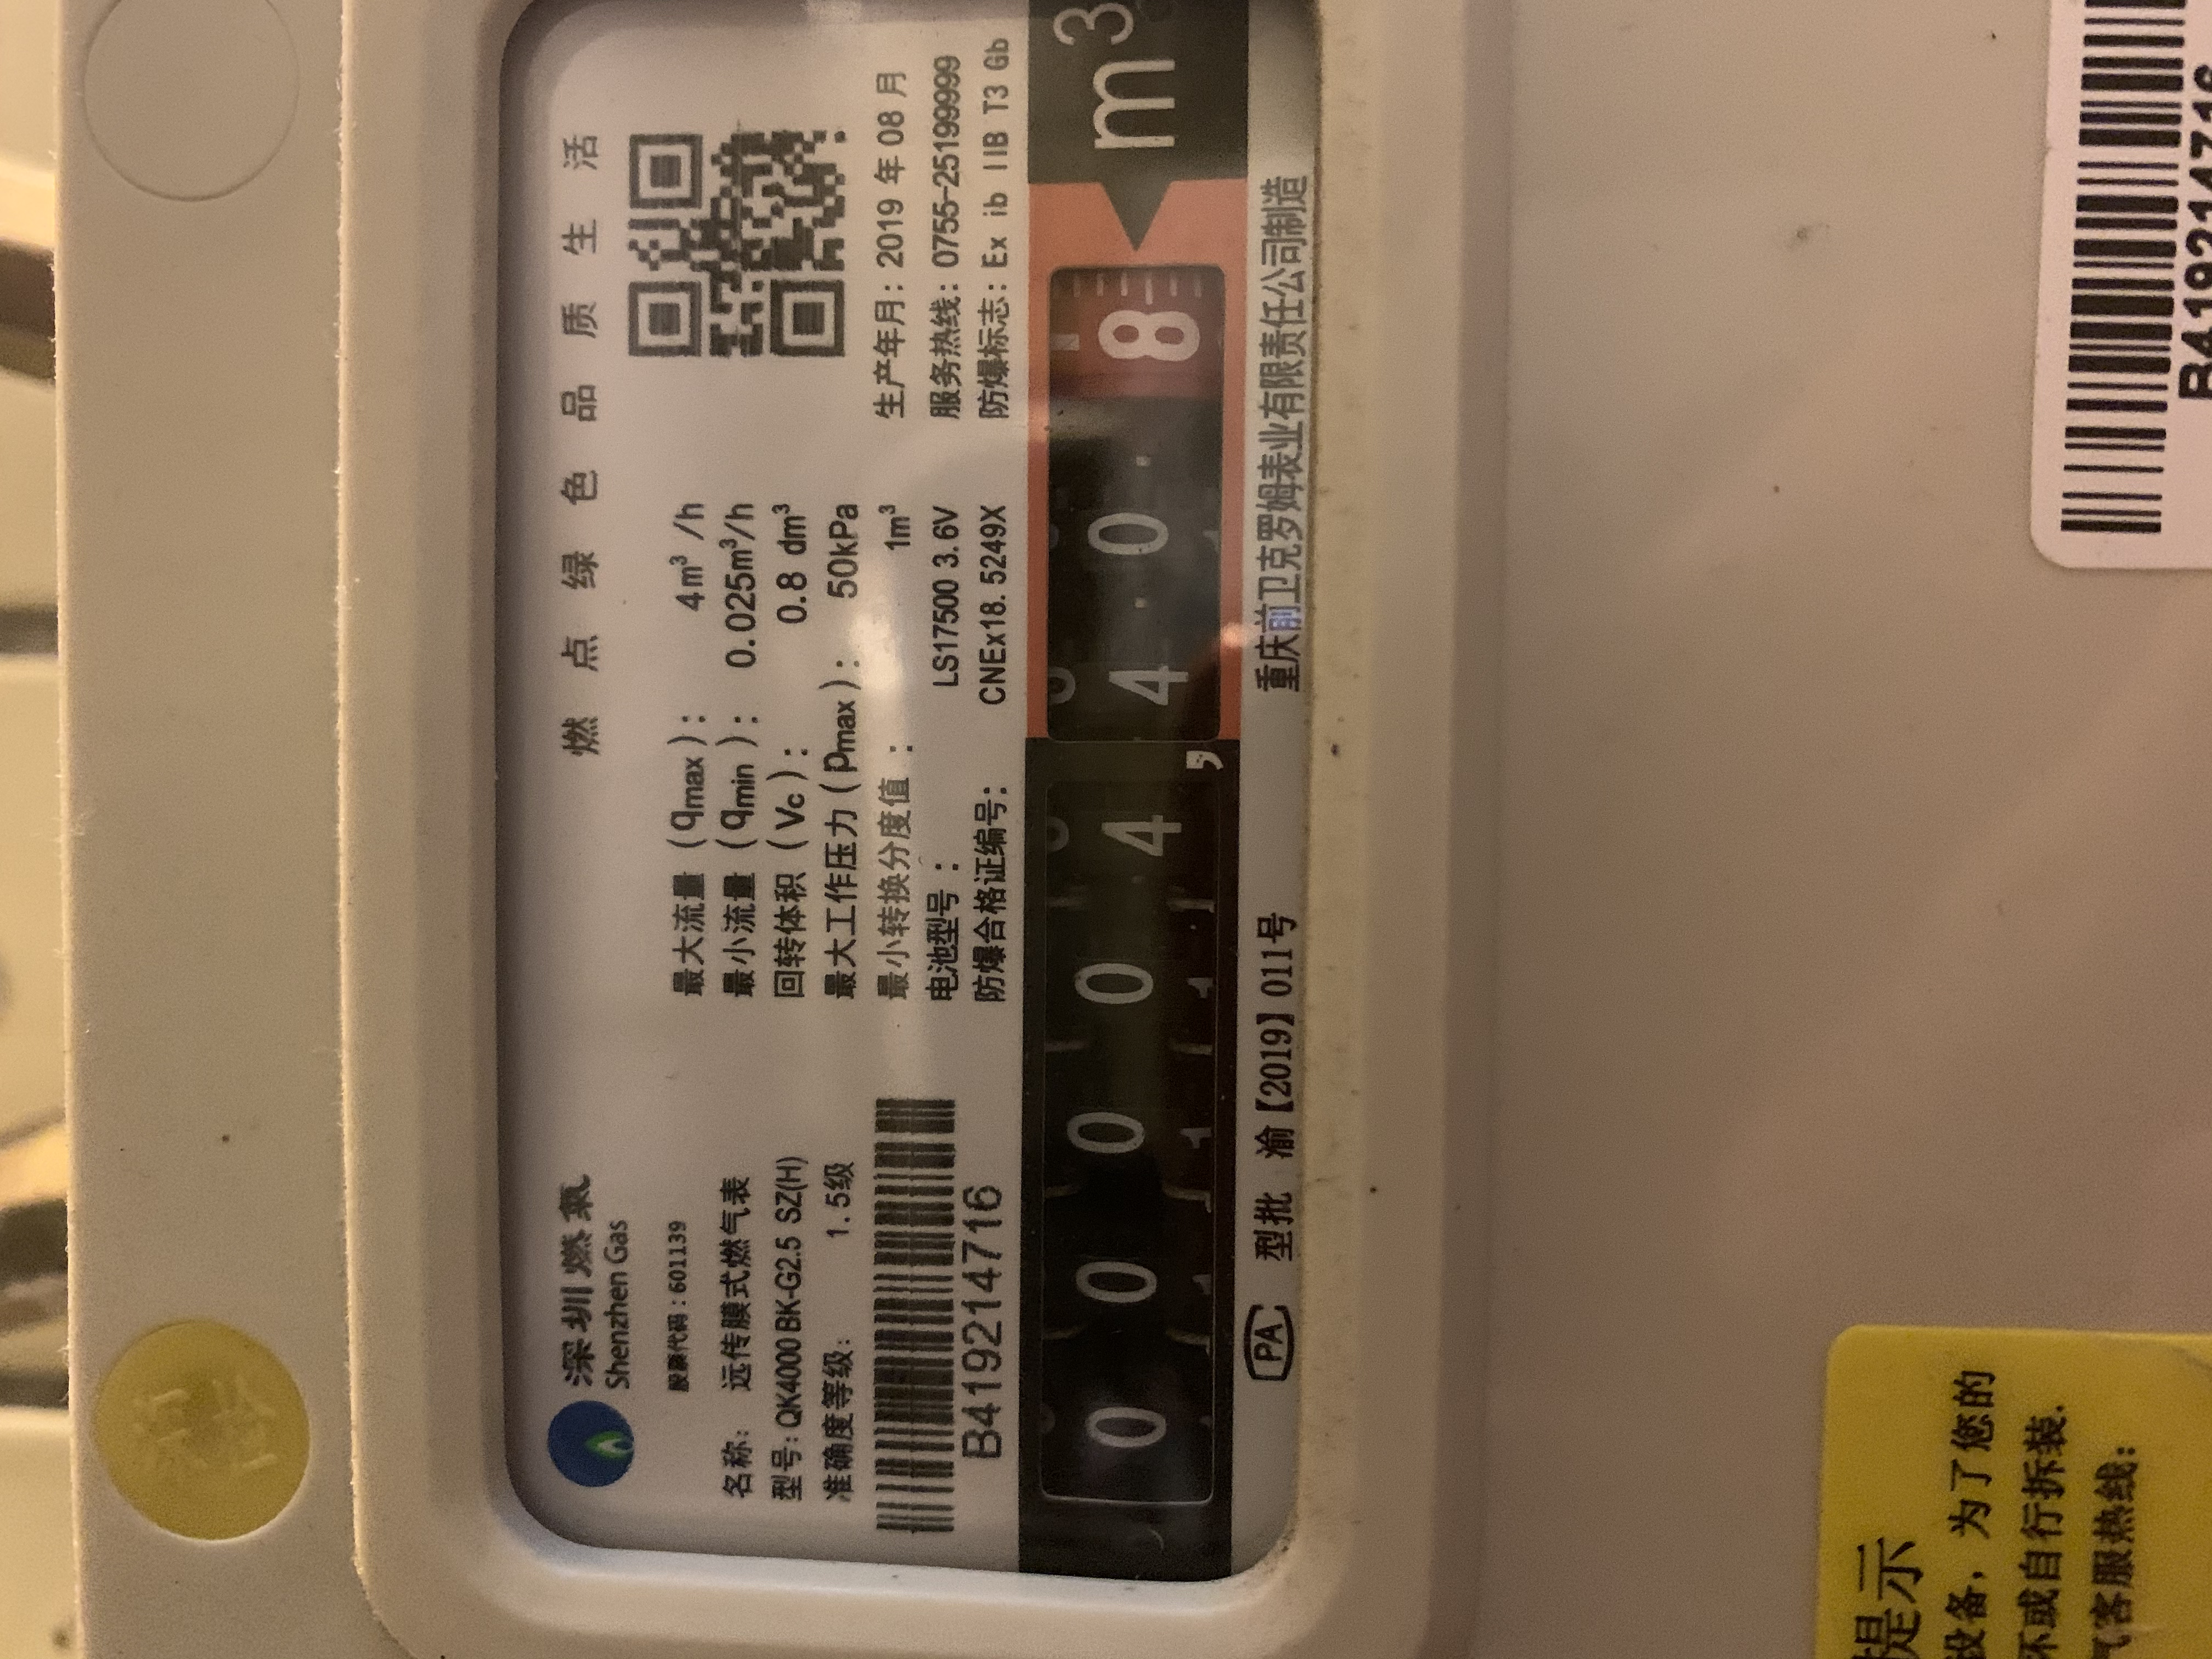 深圳燃氣
Shenzhen Gas
股票代码：601139
燃点绿色品质生活
名称： 远传膜式燃气表
型号：QK4000 BK-G2.5 SZ(H)
准确度等级： 1.5级
B419214716
最大流量（qmax）： 4m³ /h
最小流量（qmin）： 0.025m³/h
回转体积（Vc）： 0.8 dm³
最大工作压力（pmax）： 50kPa
最小转换分度值： 1m³
电池型号： LS17500 3.6V
防爆合格证编号： CNEx18.5249X
生产年月：2019 年 08 月
服务热线：0755-25199999
防爆标志：Ex ib IIB T3 Gb
0 0 0 0 4 , 4 0 8 m³
PA 型批 渝【2019】011号
重庆前卫克罗姆表业有限责任公司制造
提示
设备，为了您的
坏或自行拆装.
气客服热线：
B419214716